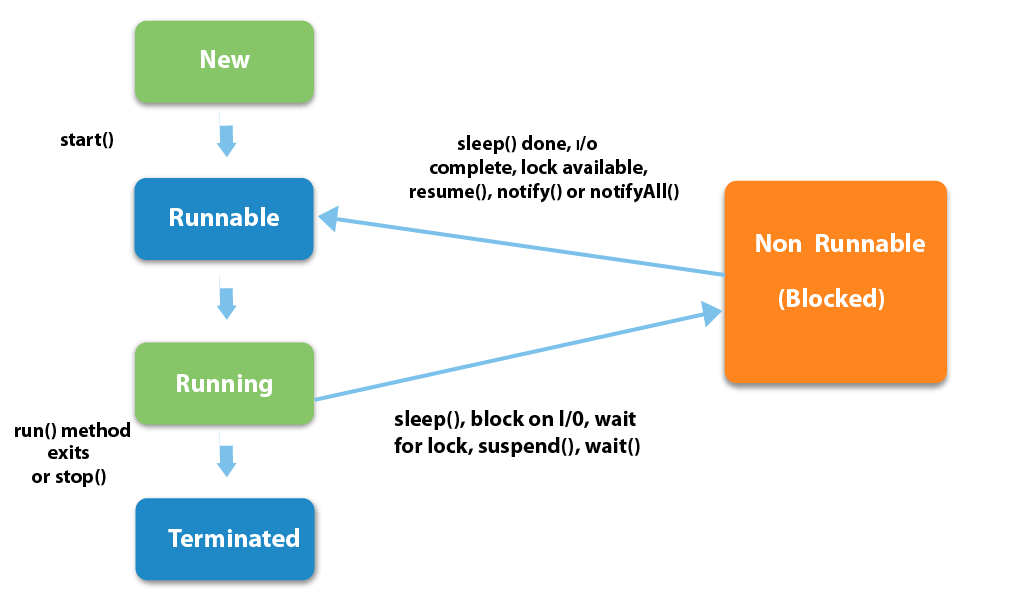 New
start()
sleep() done, ı/o
complete, lock available,
resume(), notify() or notifyAll()
Runnable
Non Runnable
(Blocked)
Running
sleep(), block on l/0, wait
for lock, suspend(), wait()
run() method
exits
or stop()
Terminated